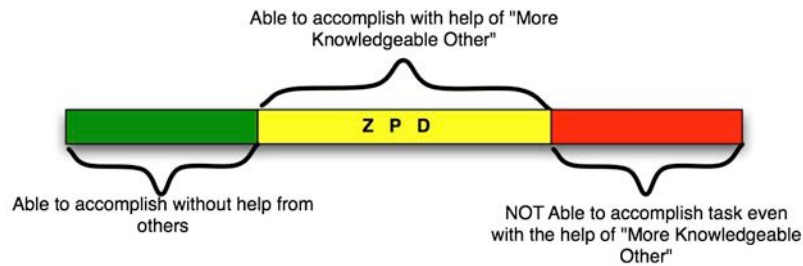 Able to accomplish with help of "More
Knowledgeable Other"
Z P D
Able to accomplish without help from
others
NOT Able to accomplish task even
with the help of "More Knowledgeable
Other"